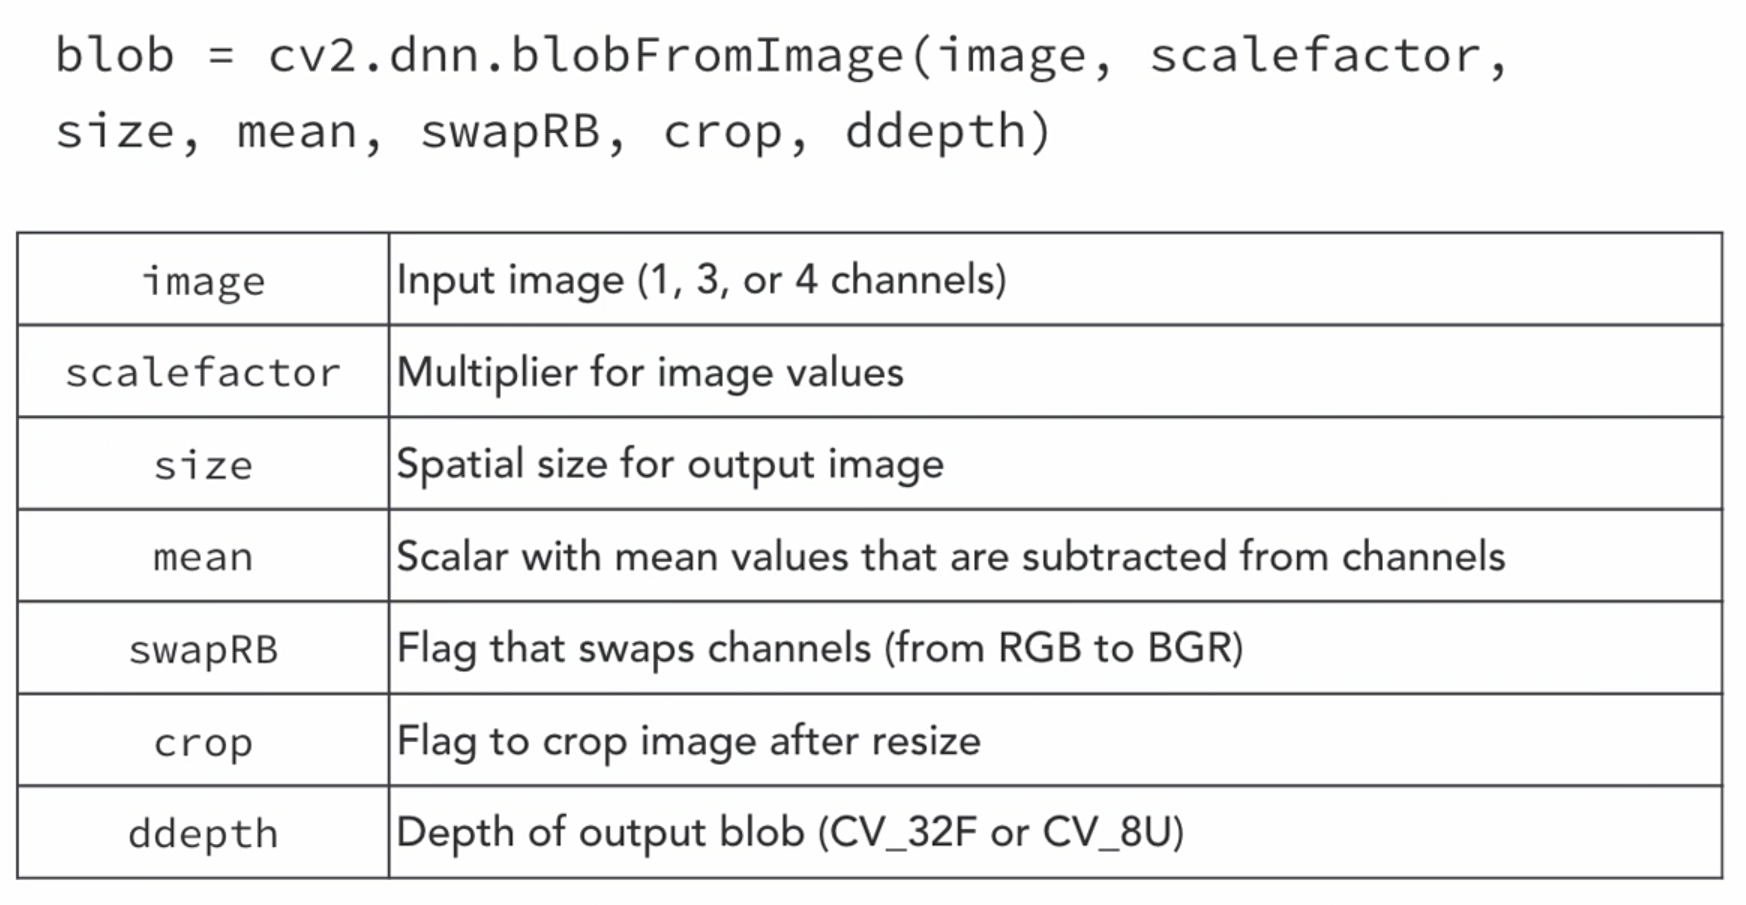 blob = cv2.dnn.blobFromImage(image, scalefactor,
size, mean, swapRB, crop, ddepth)
image Input image (1, 3, or 4 channels)
scalefactor Multiplier for image values
size Spatial size for output image
mean Scalar with mean values that are subtracted from channels
swapRB Flag that swaps channels (from RGB to BGR)
crop Flag to crop image after resize
ddepth Depth of output blob (CV_32F or CV_8U)